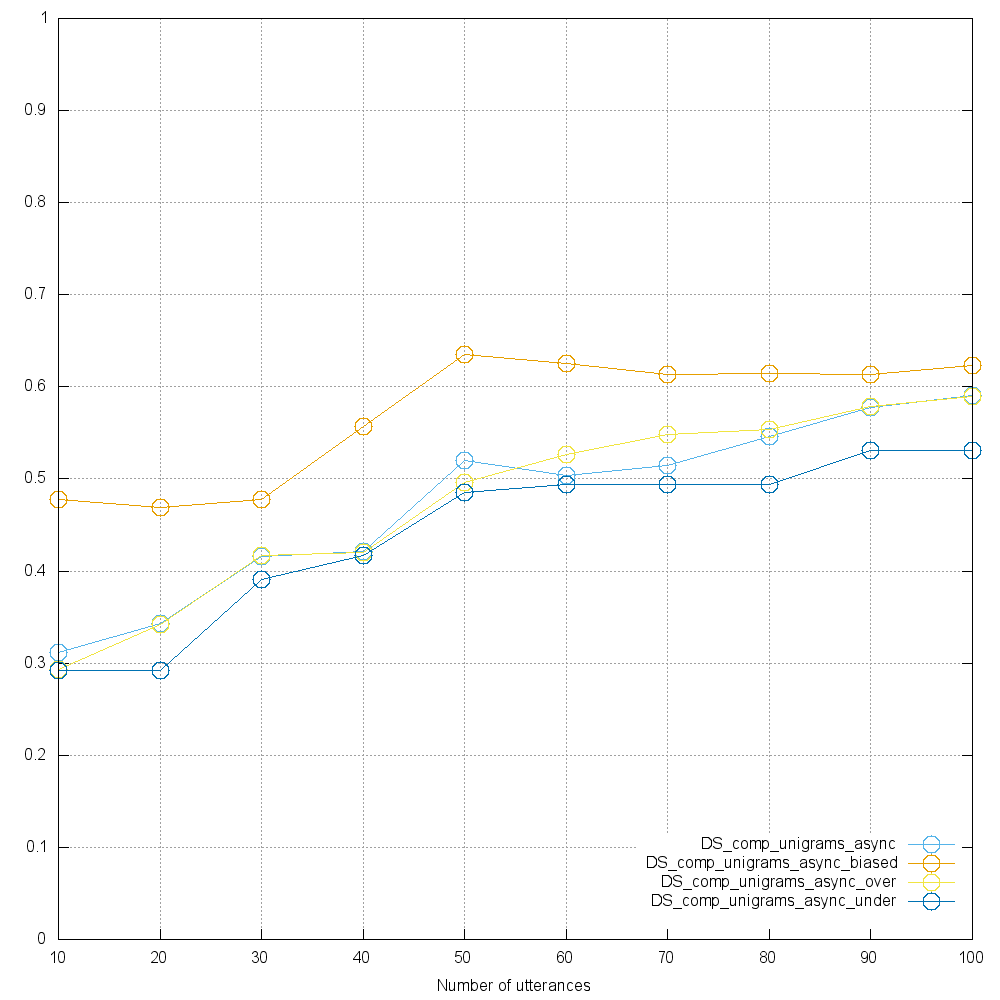 1
0.9
0.8
0.7
0.6
0.5
0.4
0.3
0.2
0.1
0
DS_comp_unigrams_async
DS_comp_unigrams_async_biased
DS_comp_unigrams_async_over
DS_comp_unigrams_async_under
10 20 30 40 50 60 70 80 90 100
Number of utterances